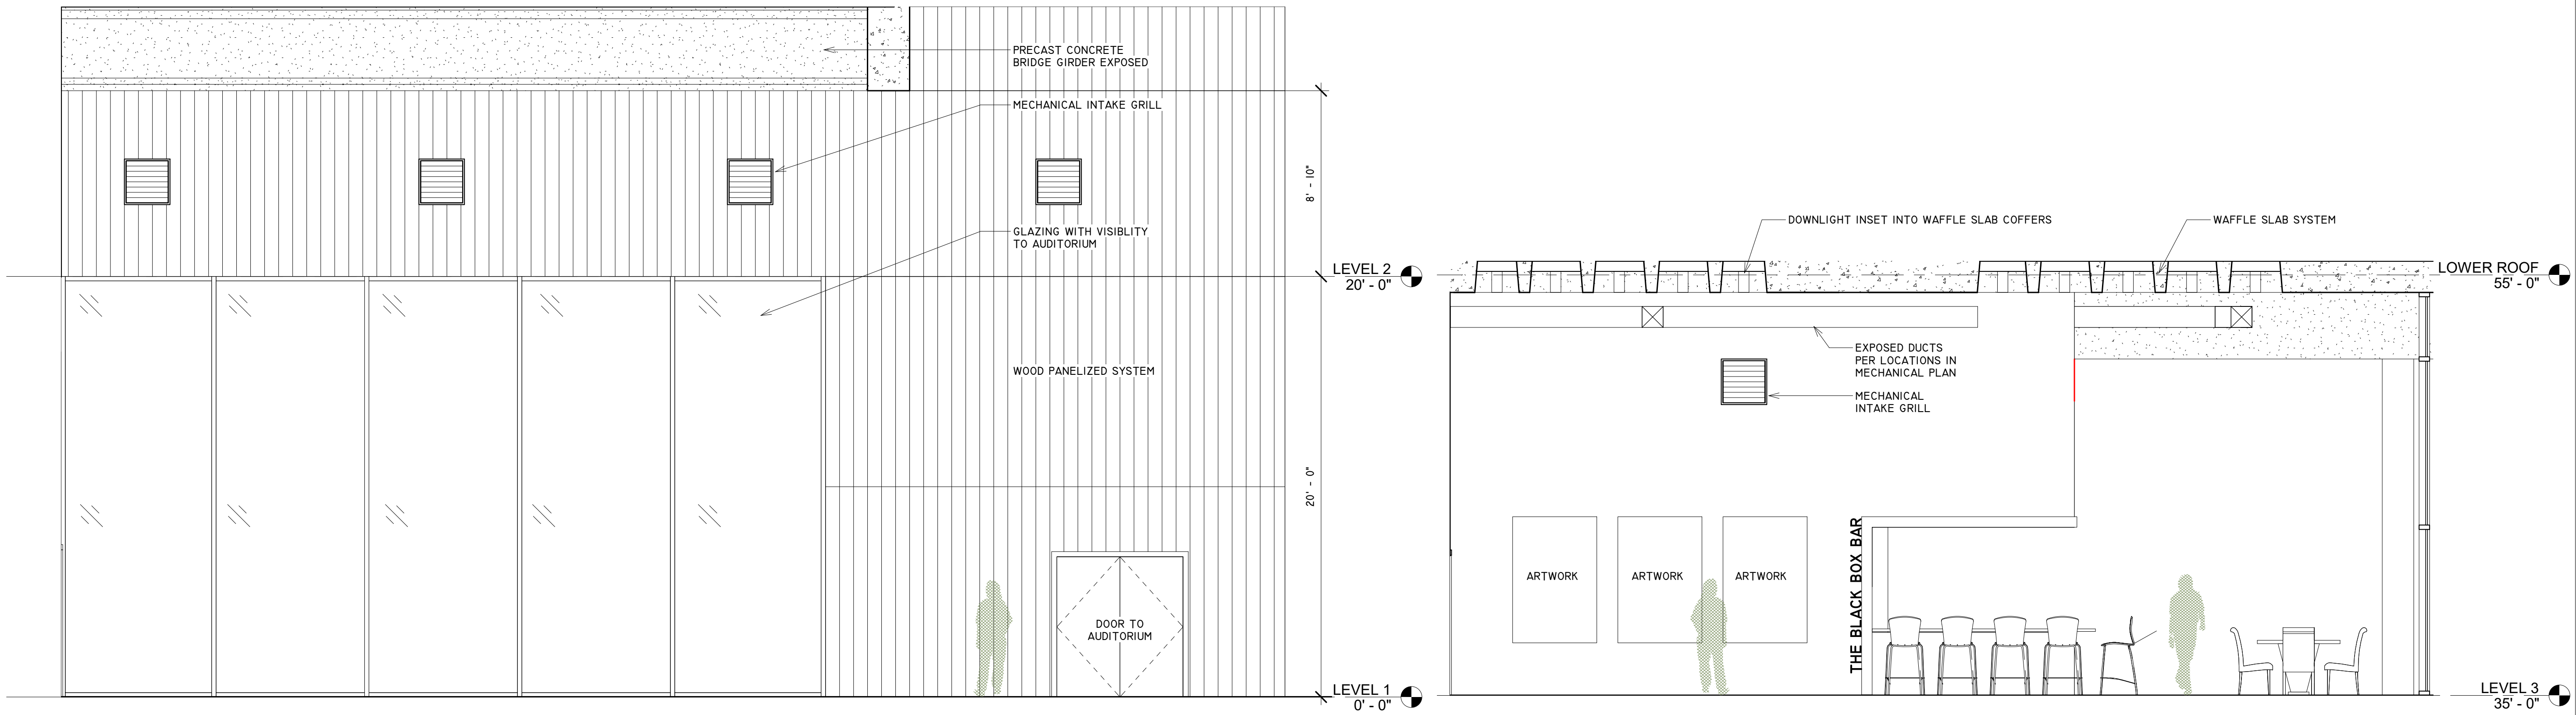 PRECAST CONCRETE
BRIDGE GIRDER EXPOSED
MECHANICAL INTAKE GRILL
8' - 10"
GLAZING WITH VISIBLITY
TO AUDITORIUM
LEVEL 2
20' - 0"
WOOD PANELIZED SYSTEM
20' - 0"
DOOR TO
AUDITORIUM
LEVEL 1
0' - 0"
DOWNLIGHT INSET INTO WAFFLE SLAB COFFERS
WAFFLE SLAB SYSTEM
LOWER ROOF
55' - 0"
EXPOSED DUCTS
PER LOCATIONS IN
MECHANICAL PLAN
MECHANICAL
INTAKE GRILL
ARTWORK
ARTWORK
ARTWORK
THE BLACK BOX BAR
LEVEL 3
35' - 0"